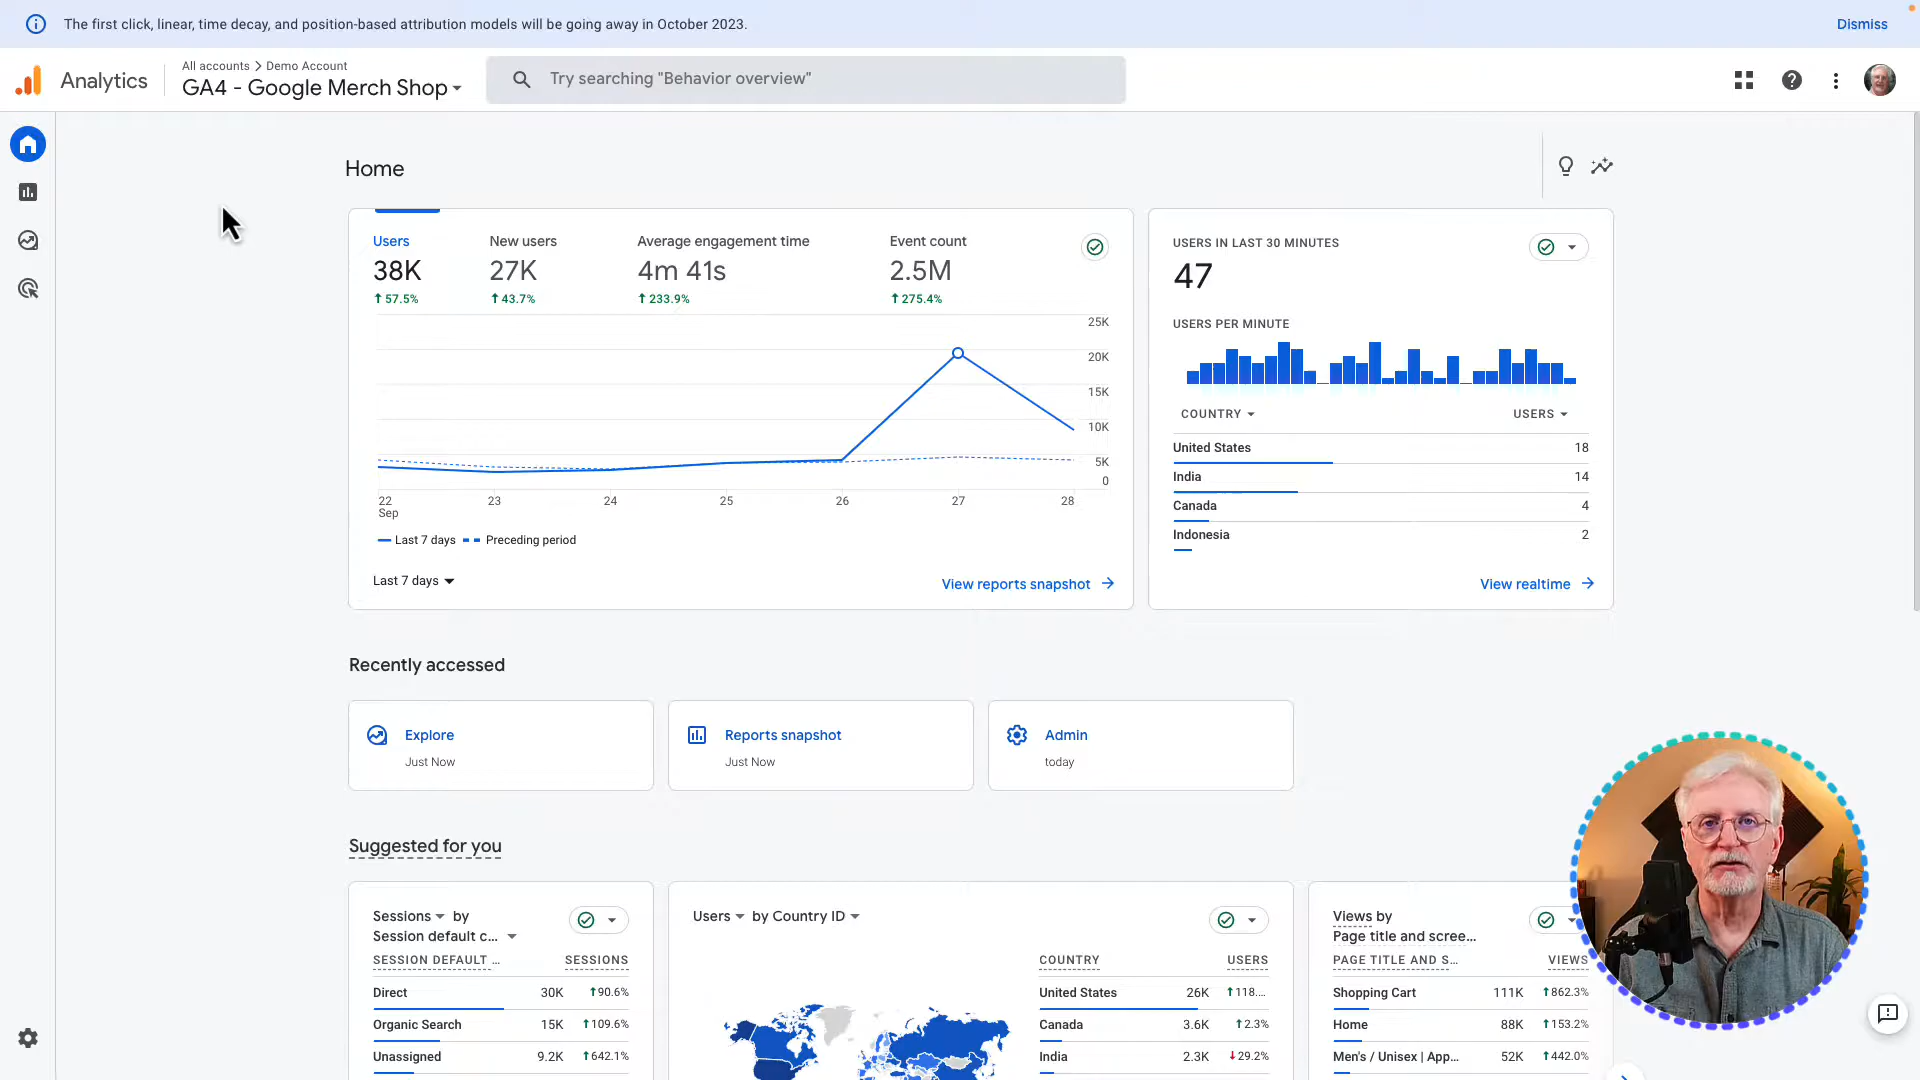 The first click, linear, time decay, and position-based attribution models will be going away in October 2023.
Dismiss
Analytics
All accounts
Demo Account
GA4 - Google Merch Shop
Try searching "Behavior overview"
Home
Users
38K
57.5%
New users
27K
43.7%
Average engagement time
4m 41s
233.9%
Event count
2.5M
275.4%
25K
20K
15K
10K
5K
0
22
Sep
23
24
25
26
27
28
Last 7 days
Preceding period
Last 7 days
View reports snapshot
USERS IN LAST 30 MINUTES
47
USERS PER MINUTE
COUNTRY
USERS
United States 18
India 14
Canada 4
Indonesia 2
View realtime
Recently accessed
Explore
Just Now
Reports snapshot
Just Now
Admin
today
Suggested for you
Sessions by
Session default c...
SESSION DEFAULT ... SESSIONS
Direct 30K 90.6%
Organic Search 15K 109.6%
Unassigned 9.2K 642.1%
Users by Country ID
COUNTRY USERS
United States 26K 118....
Canada 3.6K 2.3%
India 2.3K 29.2%
Views by
Page title and scree...
PAGE TITLE AND S... VIEWS
Shopping Cart 111K 862.3%
Home 88K 153.2%
Men's / Unisex | App... 52K 442.0%